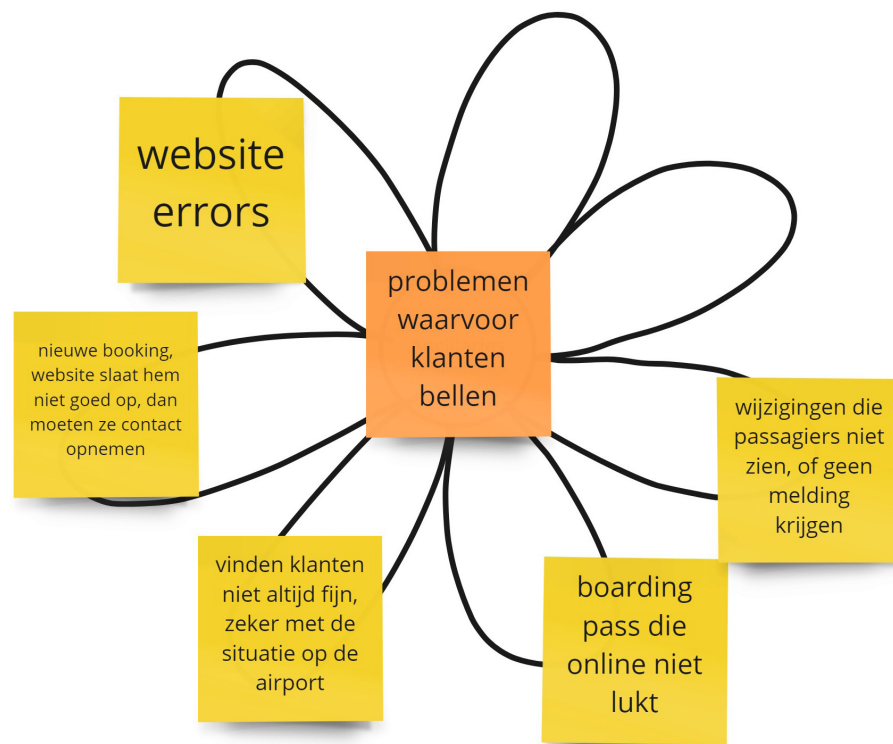 website
errors
problemen
waarvoor
klanten
bellen
nieuwe booking,
website slaat hem
niet goed op, dan
moeten ze contact
opnemen
wijzigingen die
passagiers niet
zien, of geen
melding
krijgen
vinden klanten
niet altijd fijn,
zeker met de
situatie op de
airport
boarding
pass die
online niet
lukt